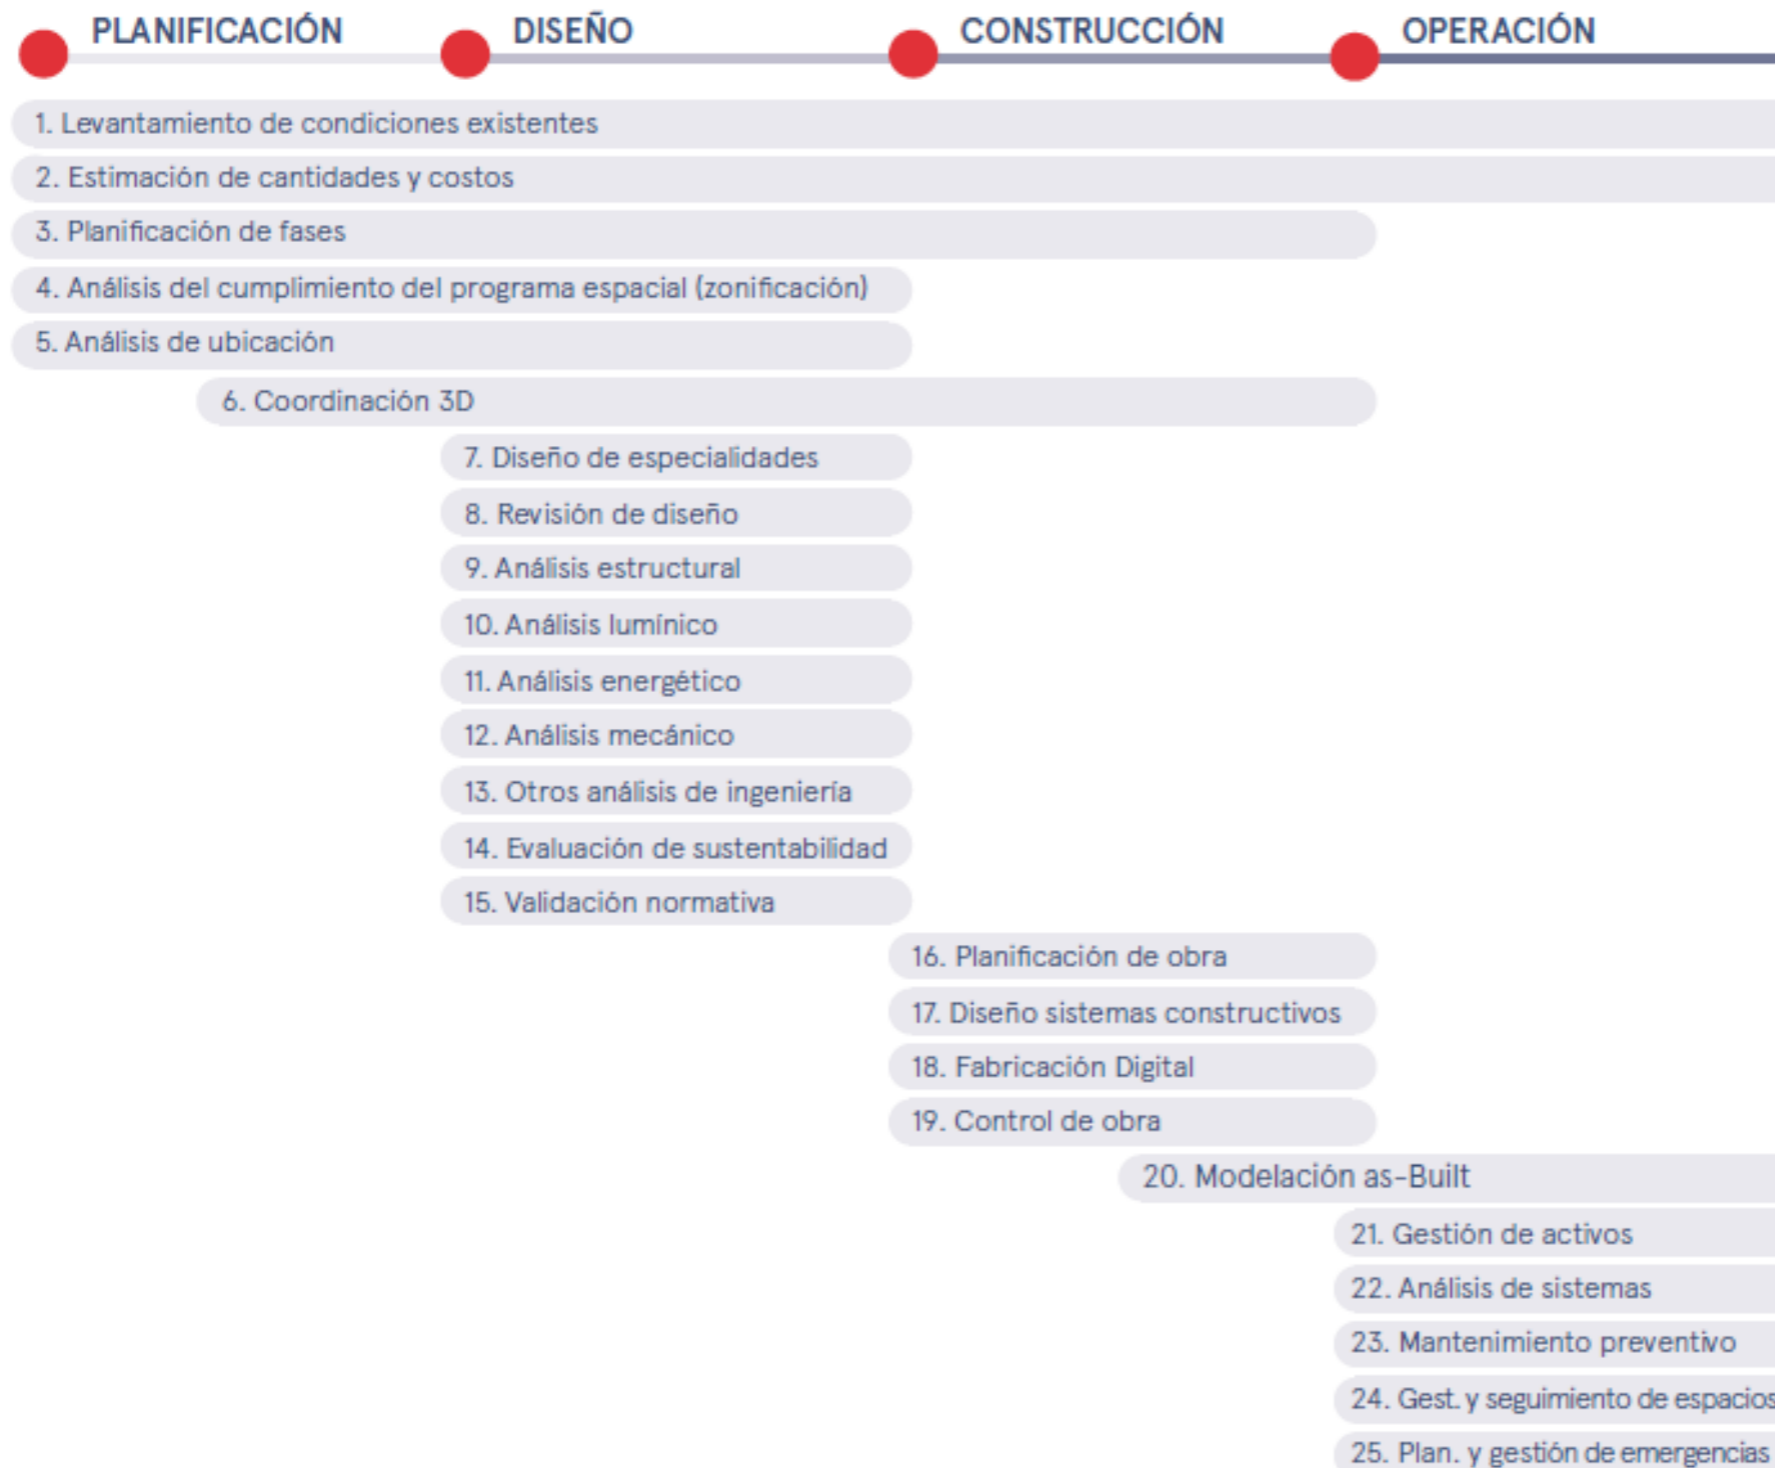 PLANIFICACIÓN DISEÑO CONSTRUCCIÓN OPERACIÓN
1. Levantamiento de condiciones existentes
2. Estimación de cantidades y costos
3. Planificación de fases
4. Análisis del cumplimiento del programa espacial (zonificación)
5. Análisis de ubicación
6. Coordinación 3D
7. Diseño de especialidades
8. Revisión de diseño
9. Análisis estructural
10. Análisis lumínico
11. Análisis energético
12. Análisis mecánico
13. Otros análisis de ingeniería
14. Evaluación de sustentabilidad
15. Validación normativa
16. Planificación de obra
17. Diseño sistemas constructivos
18. Fabricación Digital
19. Control de obra
20. Modelación as-Built
21. Gestión de activos
22. Análisis de sistemas
23. Mantenimiento preventivo
24. Gest. y seguimiento de espacios
25. Plan. y gestión de emergencias